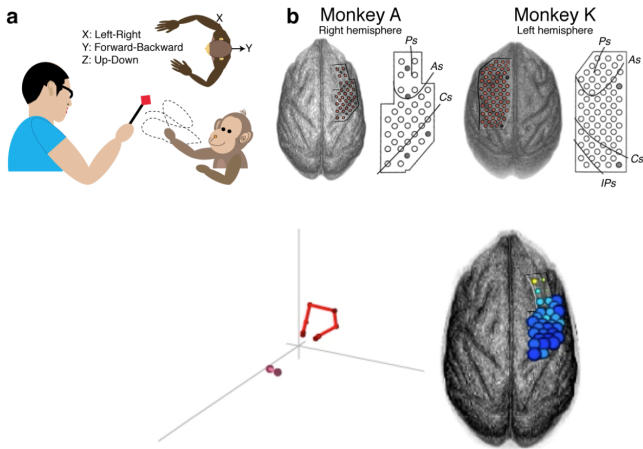 a
X
X: Left-Right
Y: Forward-Backward
Z: Up-Down
Y
b
Monkey A
Right hemisphere
Ps
As
Cs
Monkey K
Left hemisphere
Ps
As
Cs
IPs